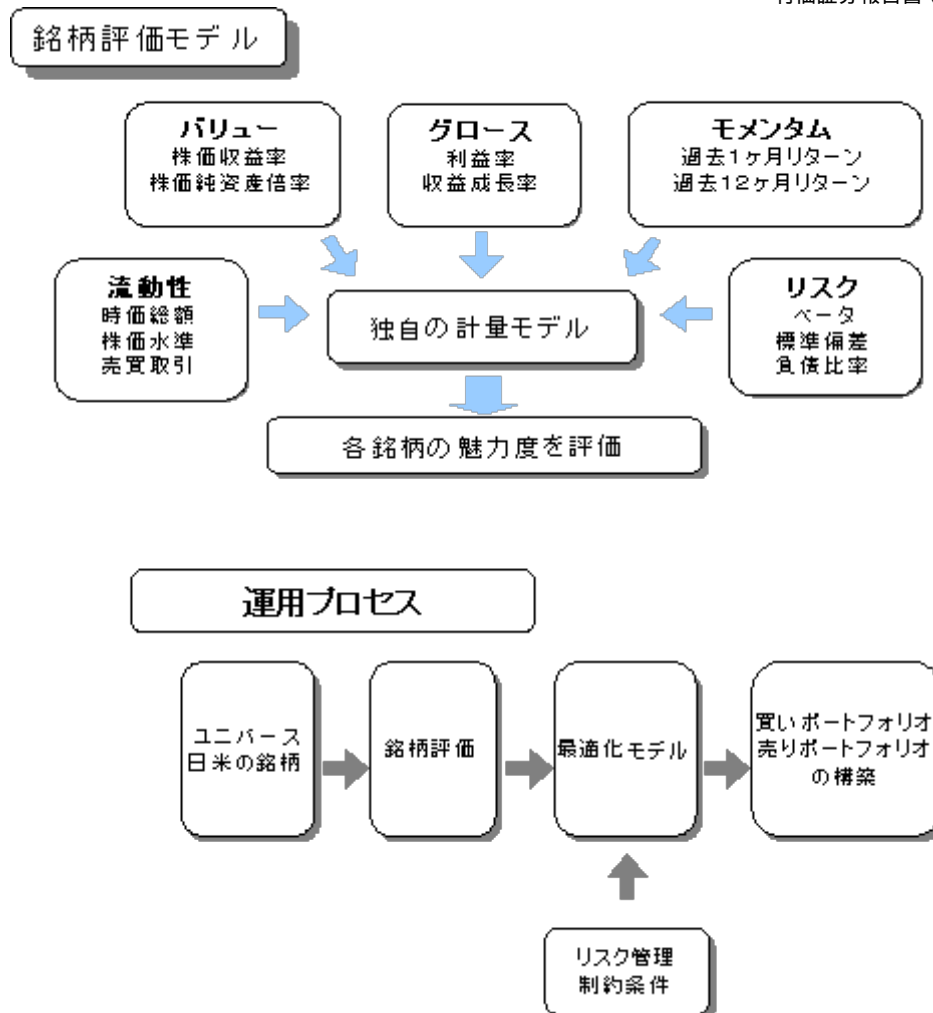 有価証券報告書
銘柄評価モデル
バリュー
株価収益率
株価純資産倍率
グロース
利益率
収益成長率
モメンタム
過去1ヶ月リターン
過去12ヶ月リターン
流動性
時価総額
株価水準
売買取引
独自の計量モデル
リスク
ベータ
標準偏差
負債比率
各銘柄の魅力度を評価
運用プロセス
ユニバース
日米の銘柄
銘柄評価
最適化モデル
買いポートフォリオ
売りポートフォリオ
の構築
リスク管理
制約条件